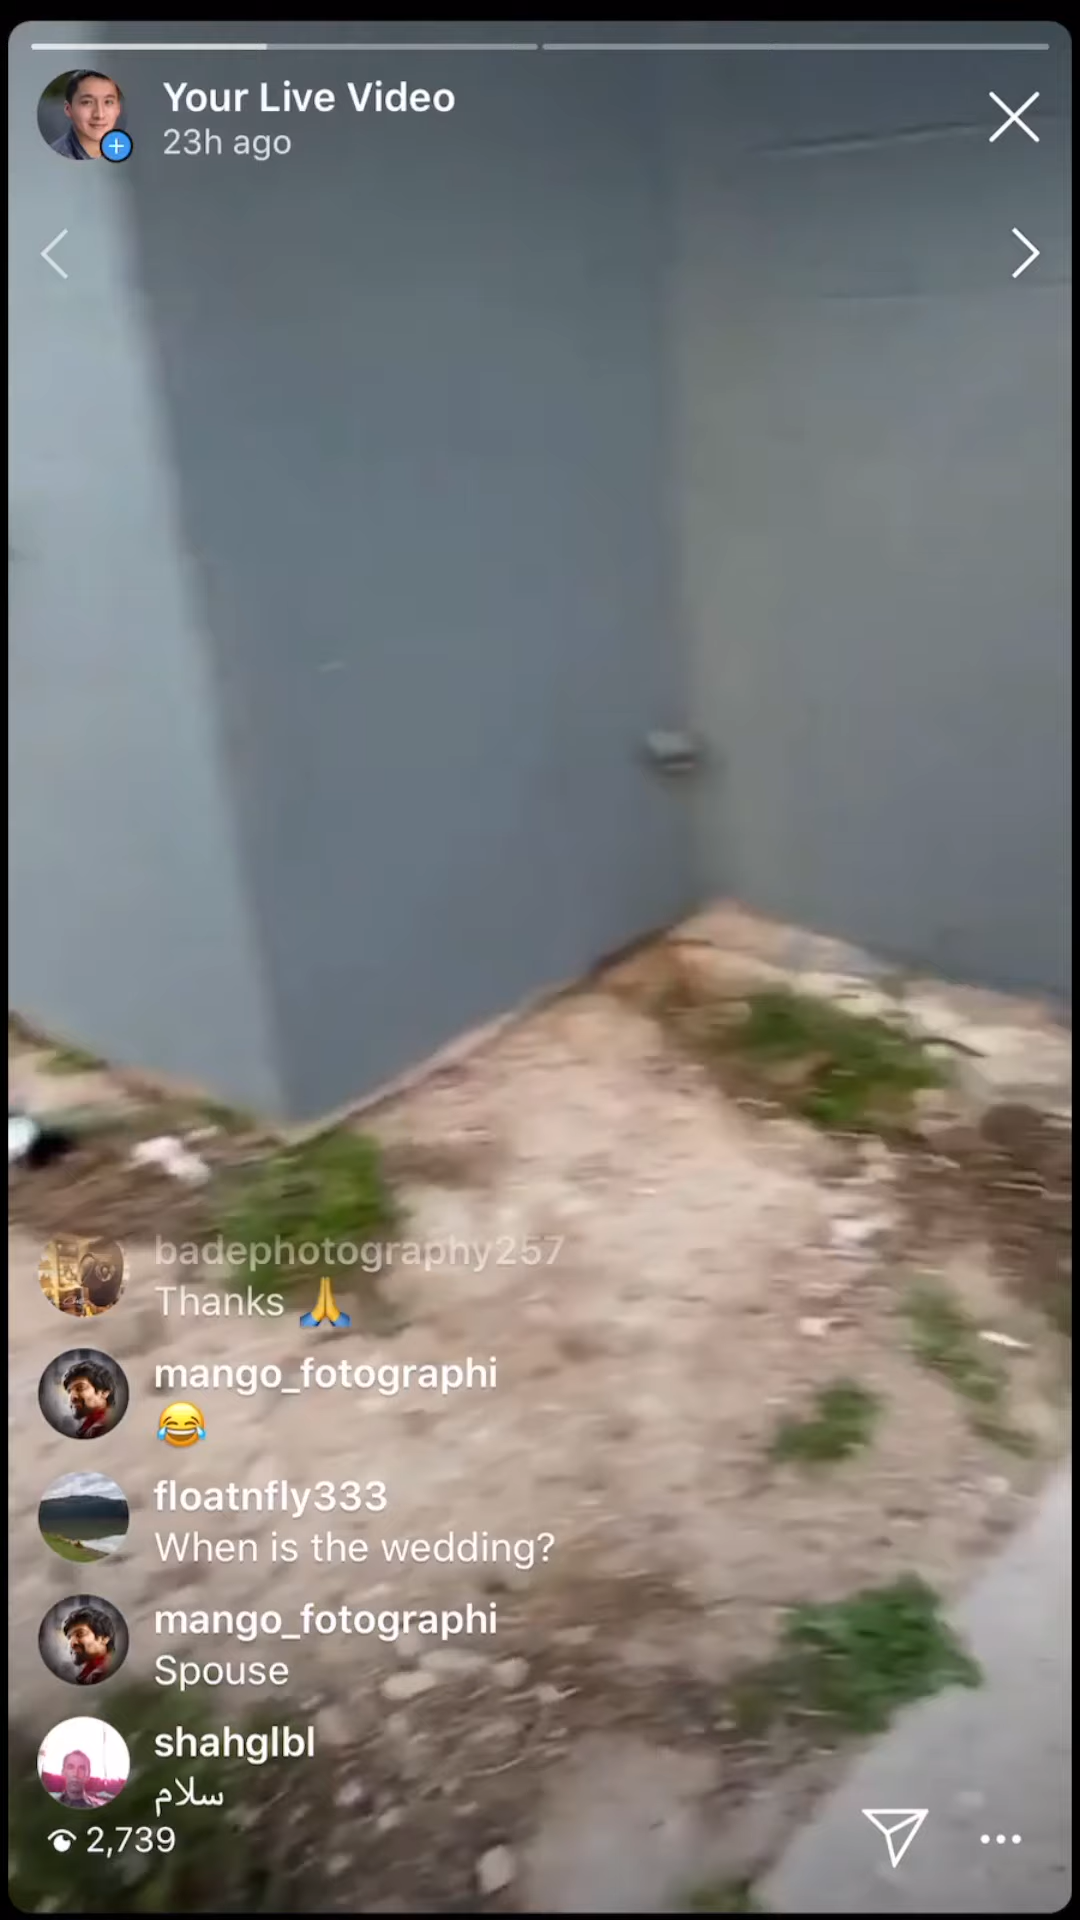 Your Live Video
23h ago
badephotography257
Thanks 🙏
mango_fotographi
😂
floatnfly333
When is the wedding?
mango_fotographi
Spouse
shahglbl
سلام
2,739